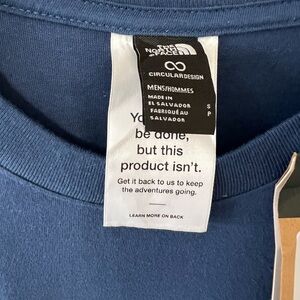 THE
NORTH
FACE
CIRCULARDESIGN
MENS/HOMMES
MADE IN
EL SALVADOR
FABRIQUÉ AU
SALVADOR
S
P
Yo
be done,
but this
product isn't.
Get it back to us to keep
the adventures going.
LEARN MORE ON BACK